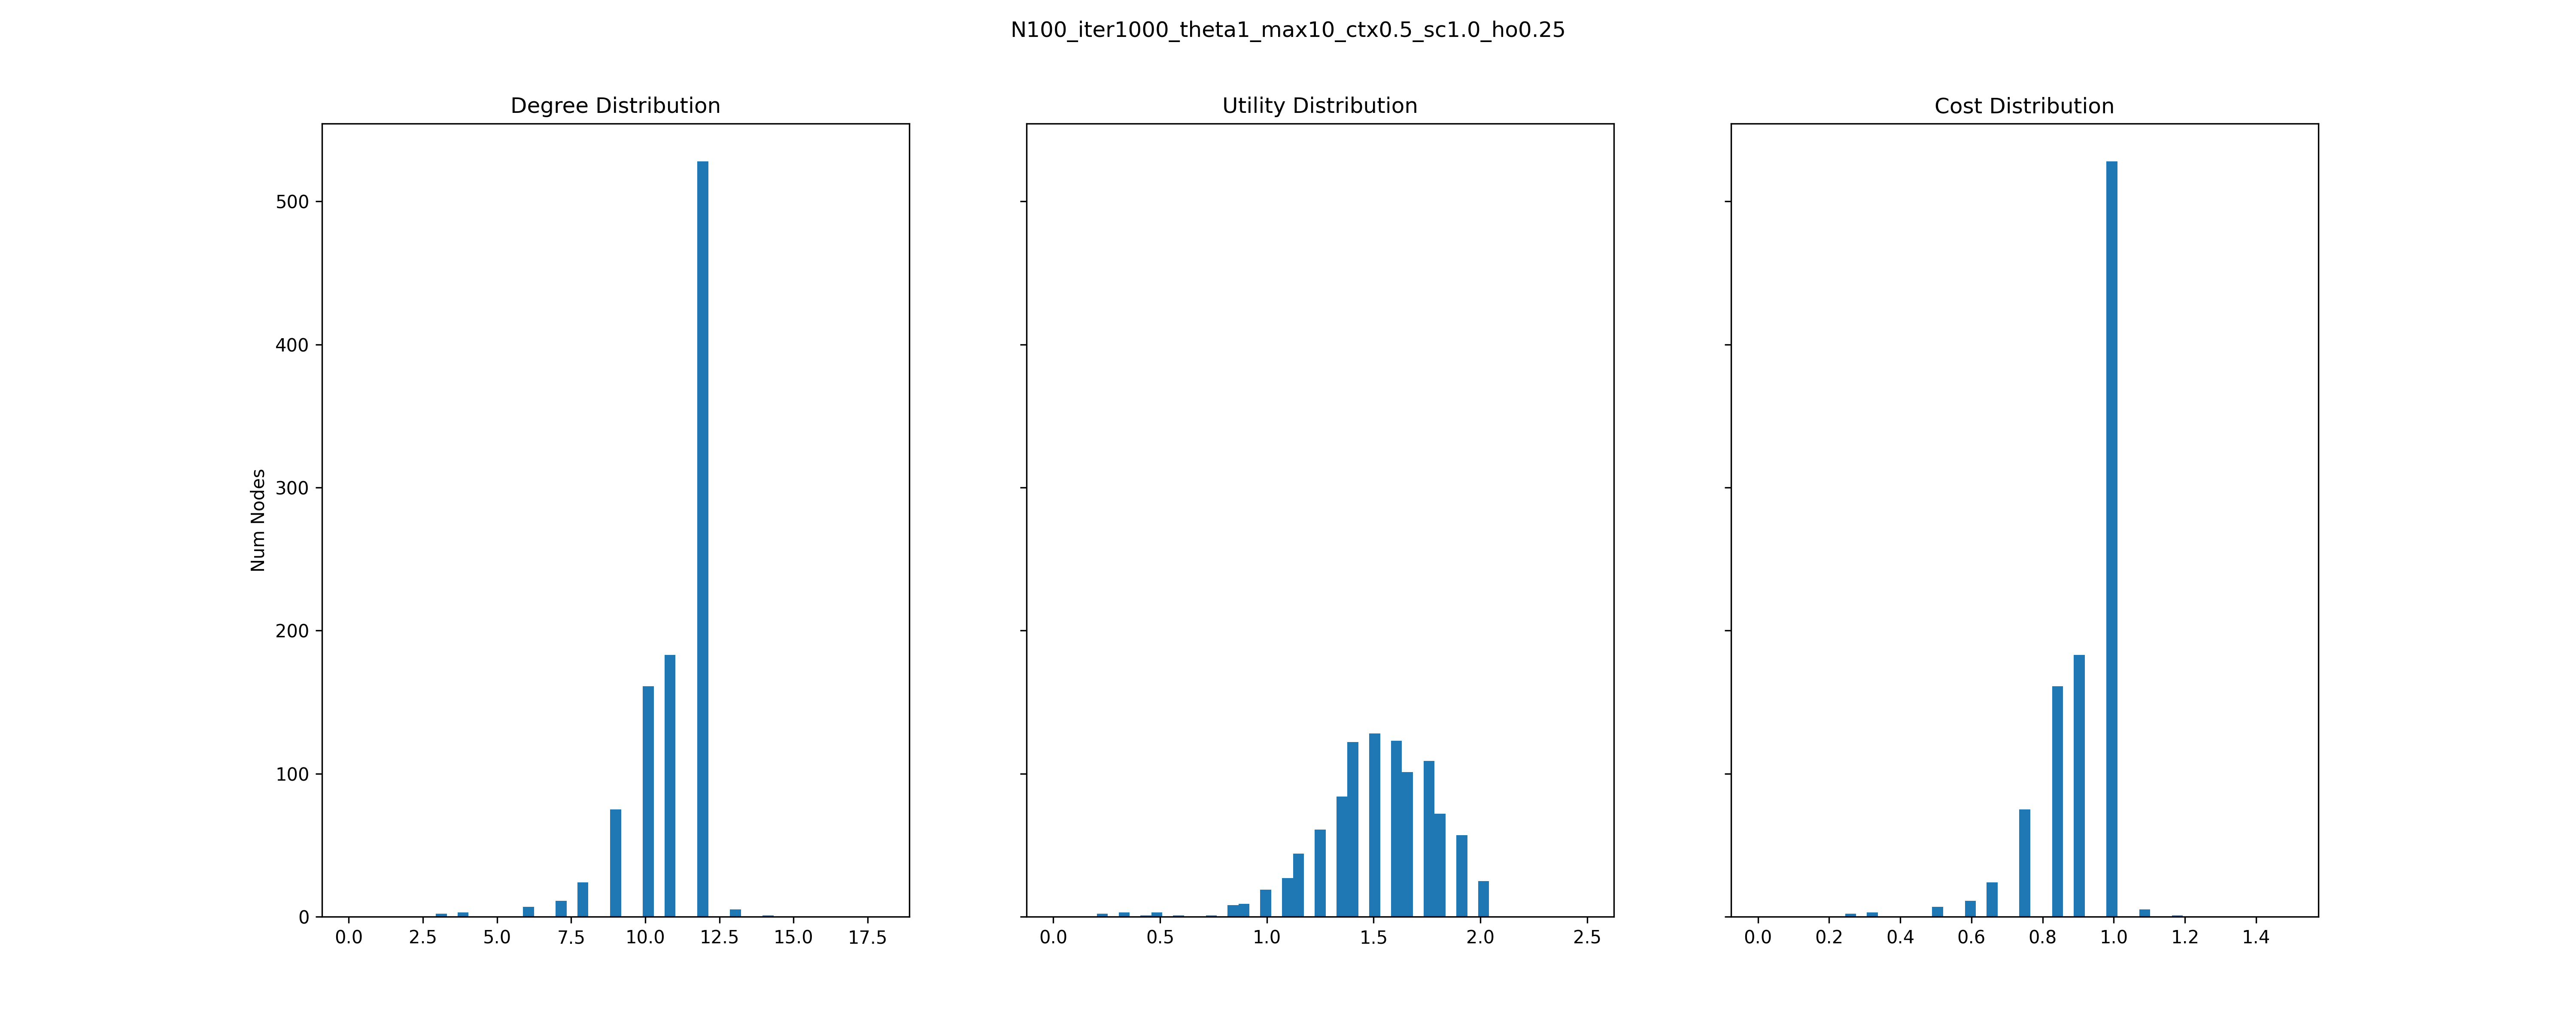 N100_iter1000_theta1_max10_ctx0.5_sc1.0_ho0.25
Degree Distribution
Utility Distribution
Cost Distribution
Num Nodes
500
400
300
200
100
0
0.0 2.5 5.0 7.5 10.0 12.5 15.0 17.5
0.0 0.5 1.0 1.5 2.0 2.5
0.0 0.2 0.4 0.6 0.8 1.0 1.2 1.4